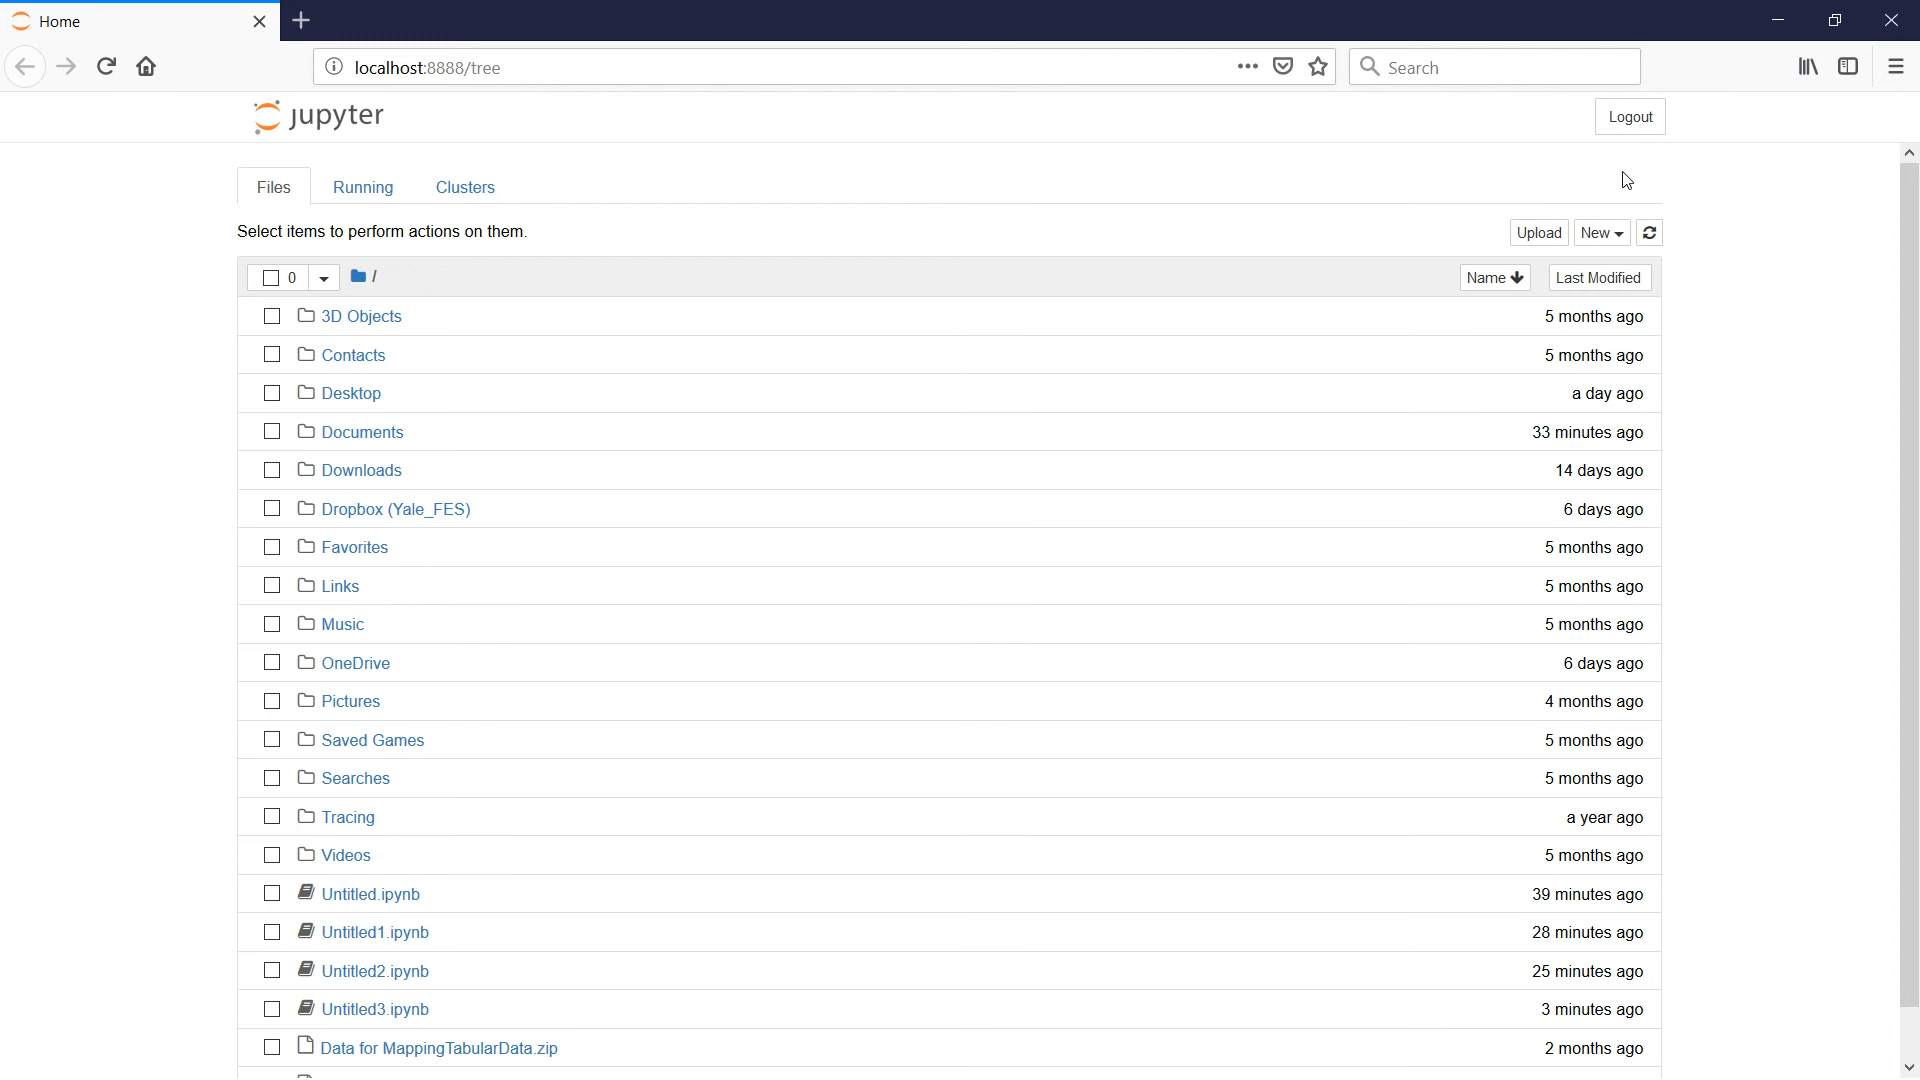 Home
localhost:8888/tree
Search
jupyter
Logout
Files Running Clusters
Select items to perform actions on them.
Upload New
0 / Name Last Modified
3D Objects 5 months ago
Contacts 5 months ago
Desktop a day ago
Documents 33 minutes ago
Downloads 14 days ago
Dropbox (Yale_FES) 6 days ago
Favorites 5 months ago
Links 5 months ago
Music 5 months ago
OneDrive 6 days ago
Pictures 4 months ago
Saved Games 5 months ago
Searches 5 months ago
Tracing a year ago
Videos 5 months ago
Untitled.ipynb 39 minutes ago
Untitled1.ipynb 28 minutes ago
Untitled2.ipynb 25 minutes ago
Untitled3.ipynb 3 minutes ago
Data for MappingTabularData.zip 2 months ago